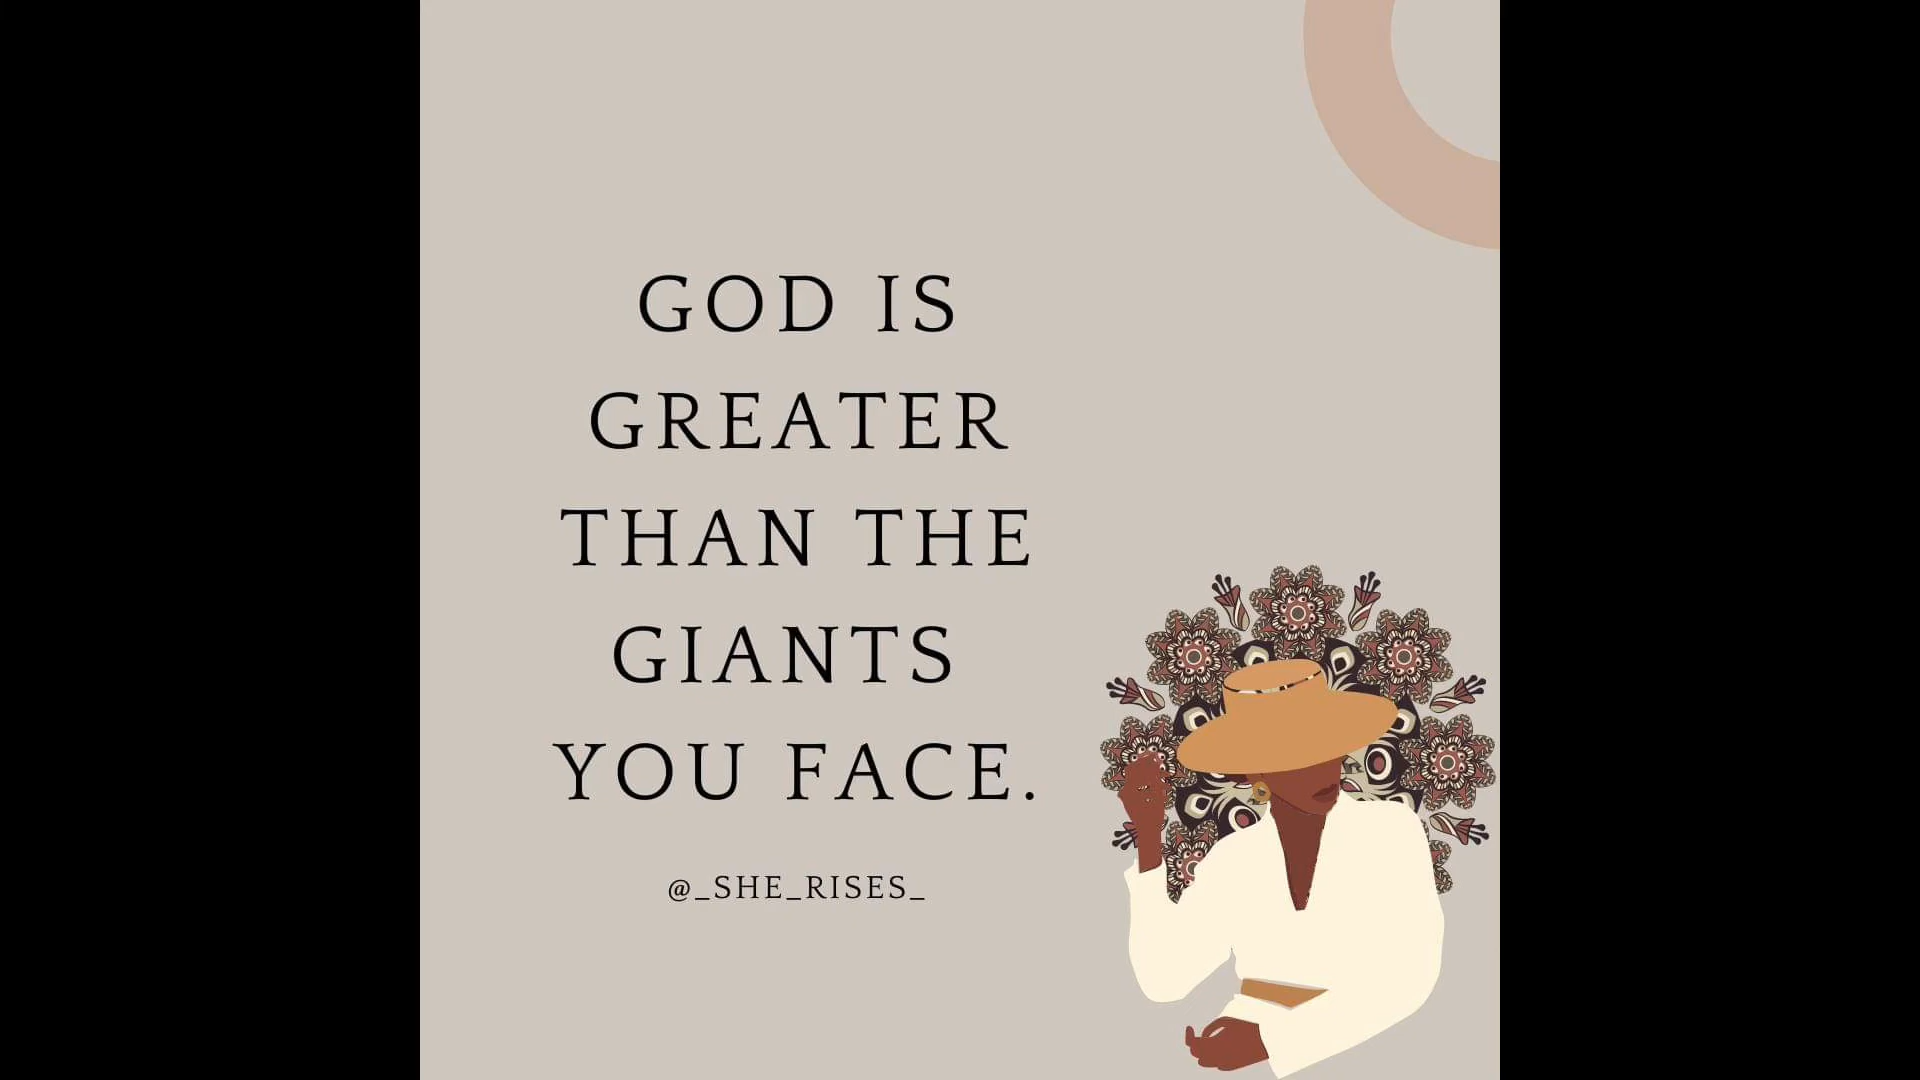 GOD IS
GREATER
THAN THE
GIANTS
YOU FACE.
@_SHE_RISES_